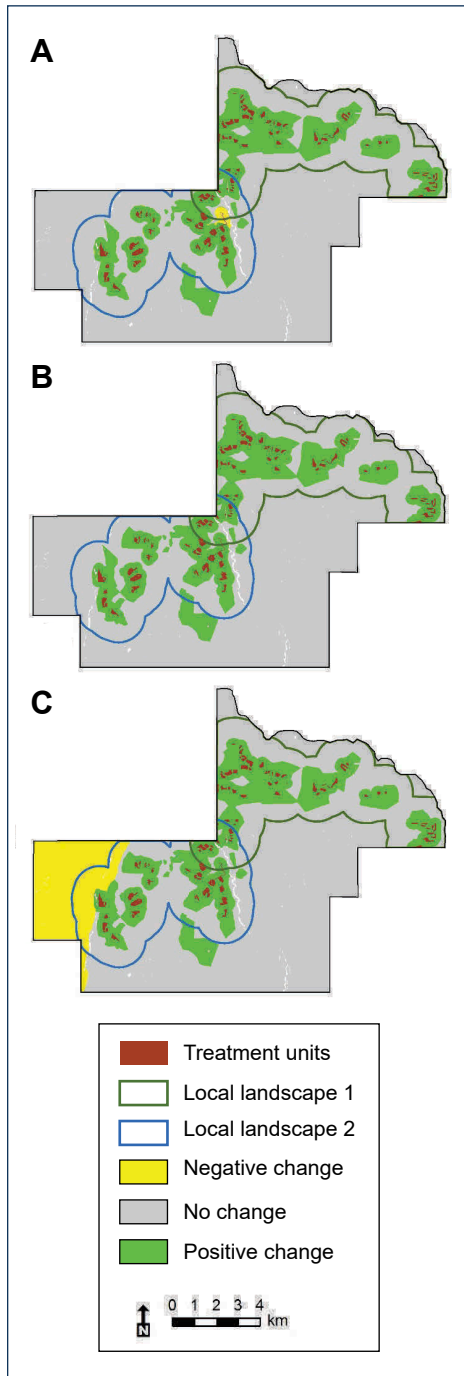 A
B
C
Treatment units
Local landscape 1
Local landscape 2
Negative change
No change
Positive change
0 1 2 3 4
km
N